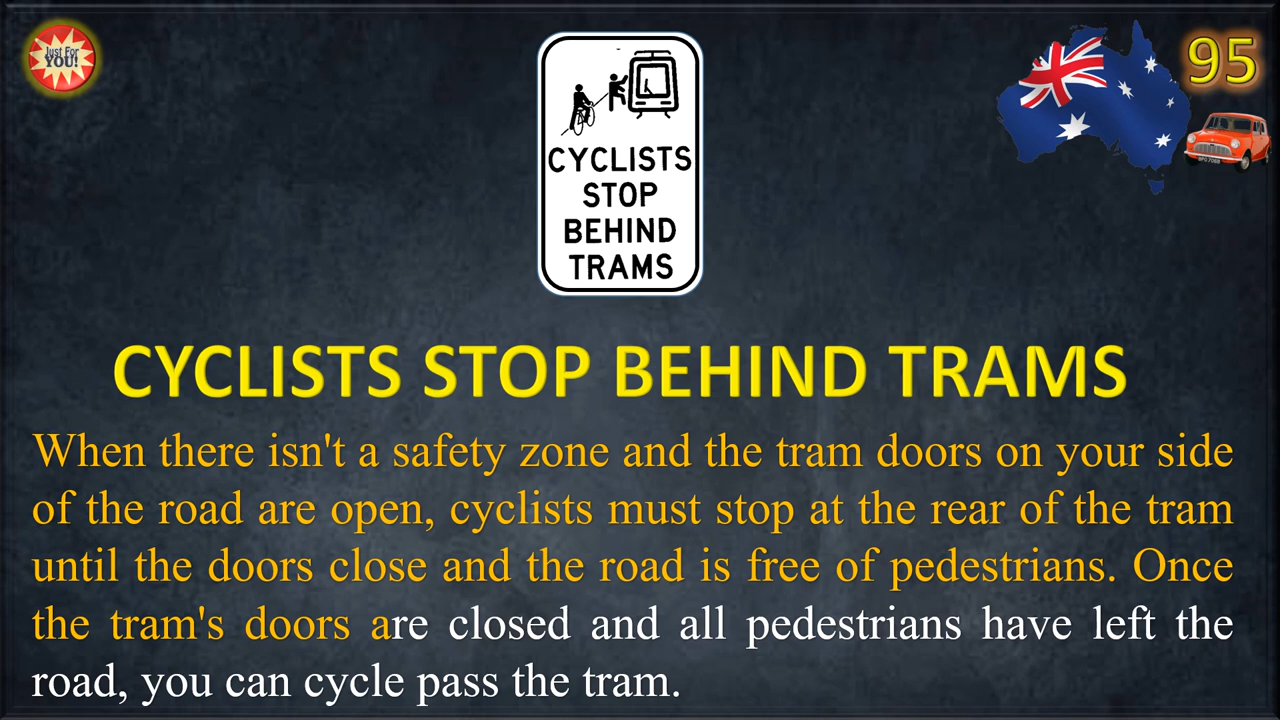 Just For
YOU!
CYCLISTS
STOP
BEHIND
TRAMS
95
CYCLISTS STOP BEHIND TRAMS
When there isn't a safety zone and the tram doors on your side
of the road are open, cyclists must stop at the rear of the tram
until the doors close and the road is free of pedestrians. Once
the tram's doors are closed and all pedestrians have left the
road, you can cycle pass the tram.